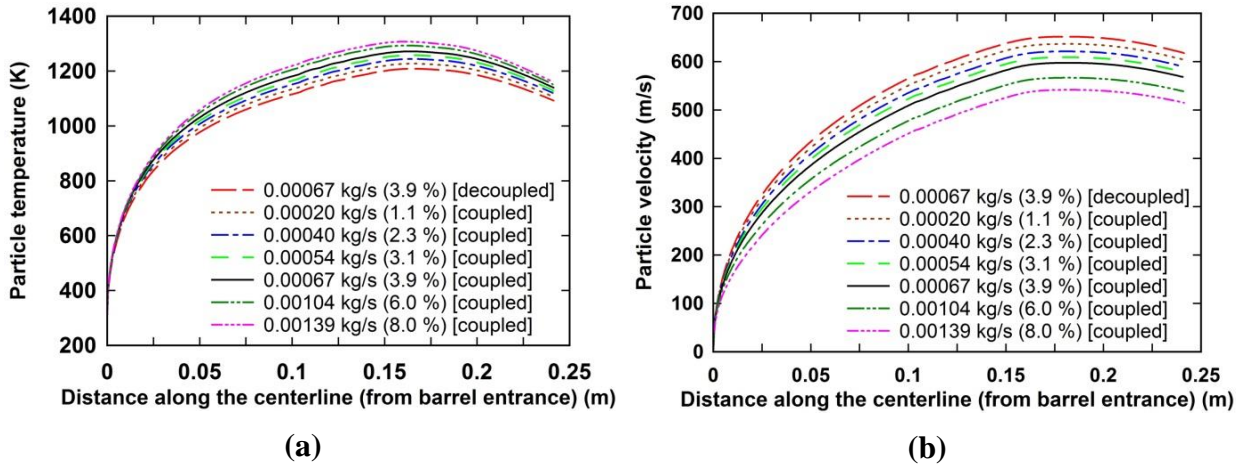 1400
1200
1000
800
600
400
200
Particle temperature (K)
0.00067 kg/s (3.9 %) [decoupled]
0.00020 kg/s (1.1 %) [coupled]
0.00040 kg/s (2.3 %) [coupled]
0.00054 kg/s (3.1 %) [coupled]
0.00067 kg/s (3.9 %) [coupled]
0.00104 kg/s (6.0 %) [coupled]
0.00139 kg/s (8.0 %) [coupled]
0 0.05 0.1 0.15 0.2 0.25
Distance along the centerline (from barrel entrance) (m)
(a)
700
600
500
400
300
200
100
0
Particle velocity (m/s)
0.00067 kg/s (3.9 %) [decoupled]
0.00020 kg/s (1.1 %) [coupled]
0.00040 kg/s (2.3 %) [coupled]
0.00054 kg/s (3.1 %) [coupled]
0.00067 kg/s (3.9 %) [coupled]
0.00104 kg/s (6.0 %) [coupled]
0.00139 kg/s (8.0 %) [coupled]
0 0.05 0.1 0.15 0.2 0.25
Distance along the centerline (from barrel entrance) (m)
(b)